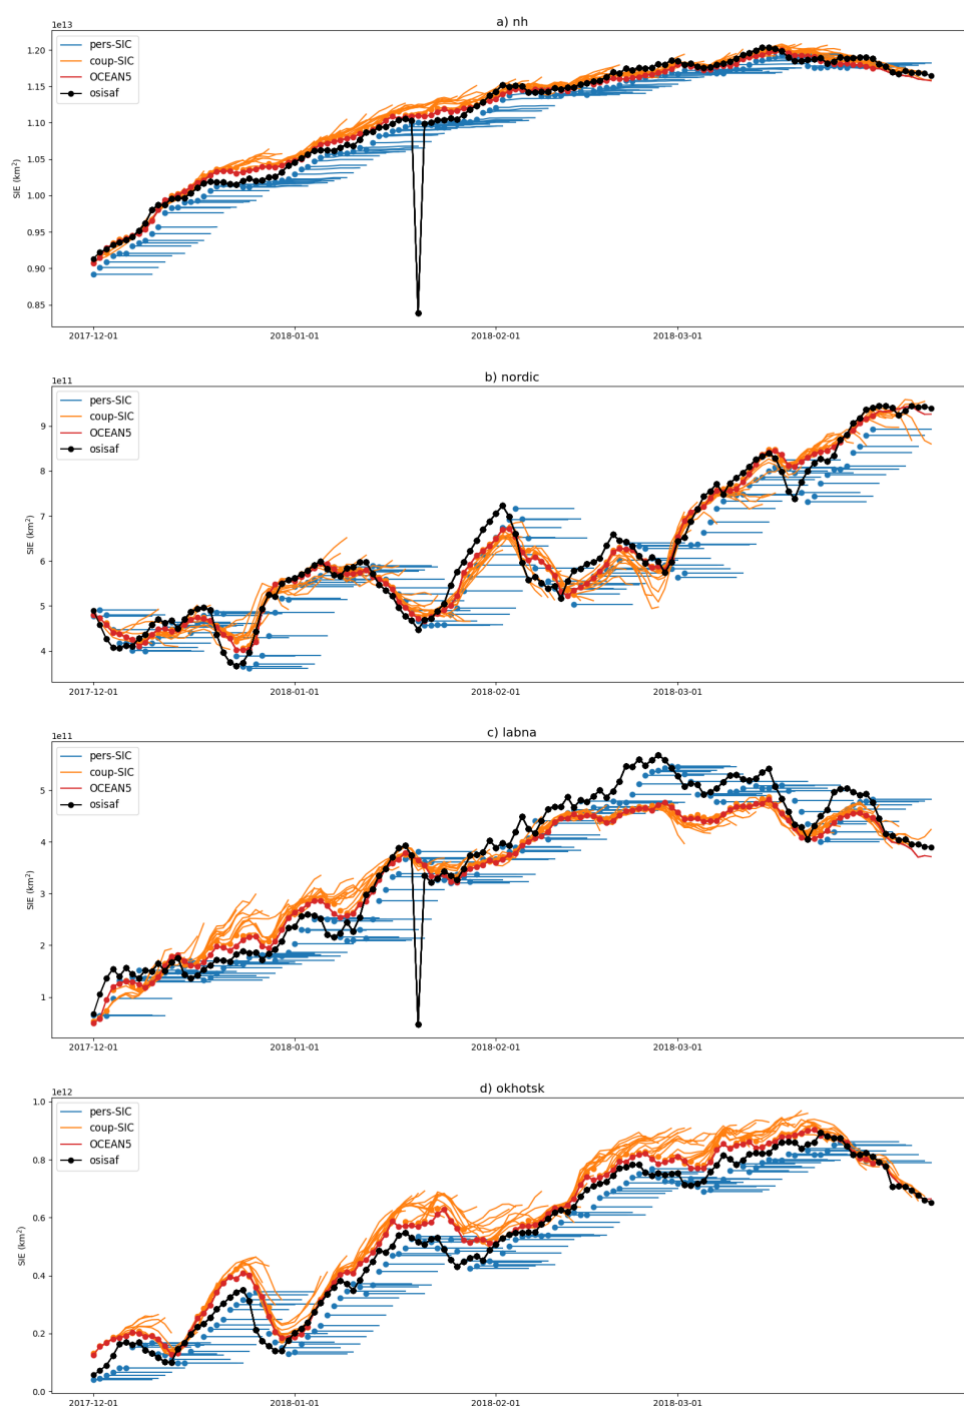 a) nh
1e13
pers-SIC
coup-SIC
OCEAN5
osisaf
1.20
1.15
1.10
1.05
1.00
0.95
0.90
0.85
SIE (km²)
2017-12-01 2018-01-01 2018-02-01 2018-03-01
b) nordic
1e11
pers-SIC
coup-SIC
OCEAN5
osisaf
9
8
7
6
5
4
SIE (km²)
2017-12-01 2018-01-01 2018-02-01 2018-03-01
c) labna
1e11
pers-SIC
coup-SIC
OCEAN5
osisaf
5
4
3
2
1
SIE (km²)
2017-12-01 2018-01-01 2018-02-01 2018-03-01
d) okhotsk
1e12
pers-SIC
coup-SIC
OCEAN5
osisaf
1.0
0.8
0.6
0.4
0.2
0.0
SIE (km²)
2017-12-01 2018-01-01 2018-02-01 2018-03-01